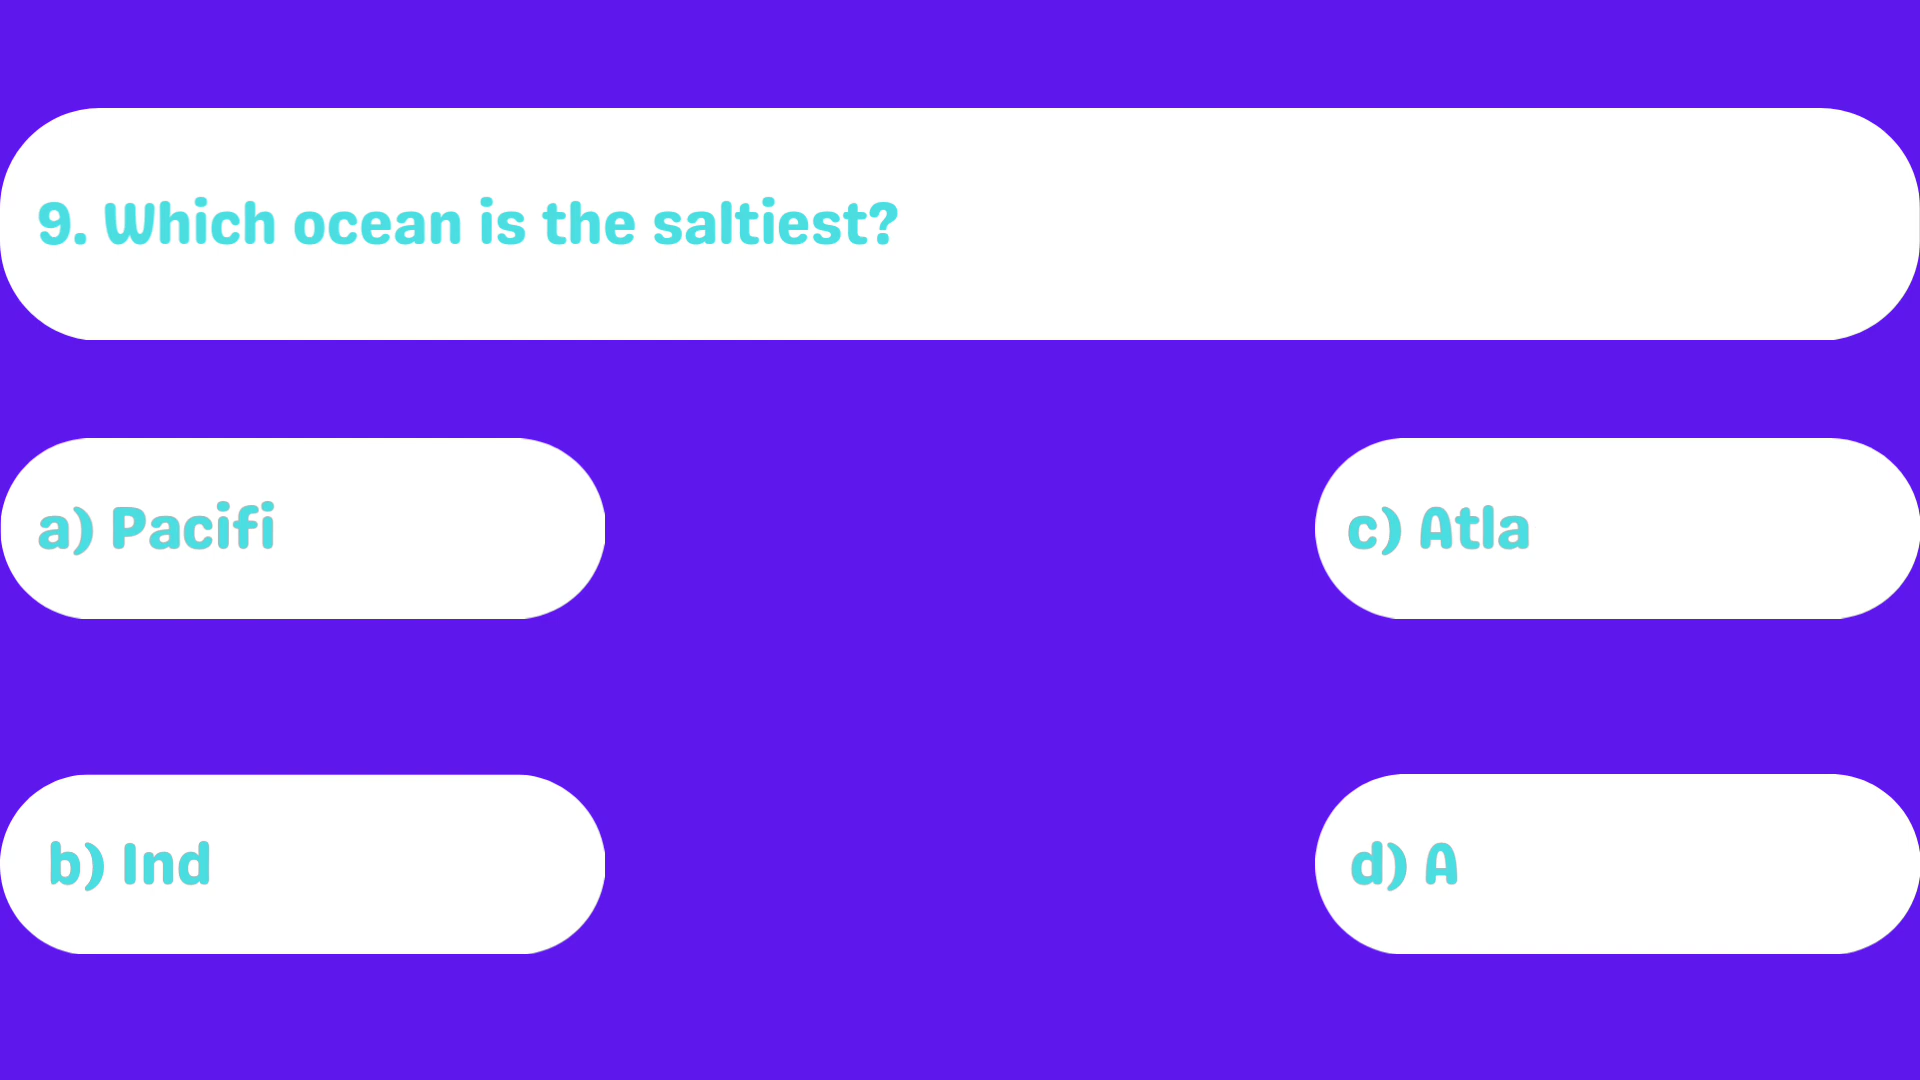 9. Which ocean is the saltiest?
a) Pacifi
c) Atla
b) Ind
d) A